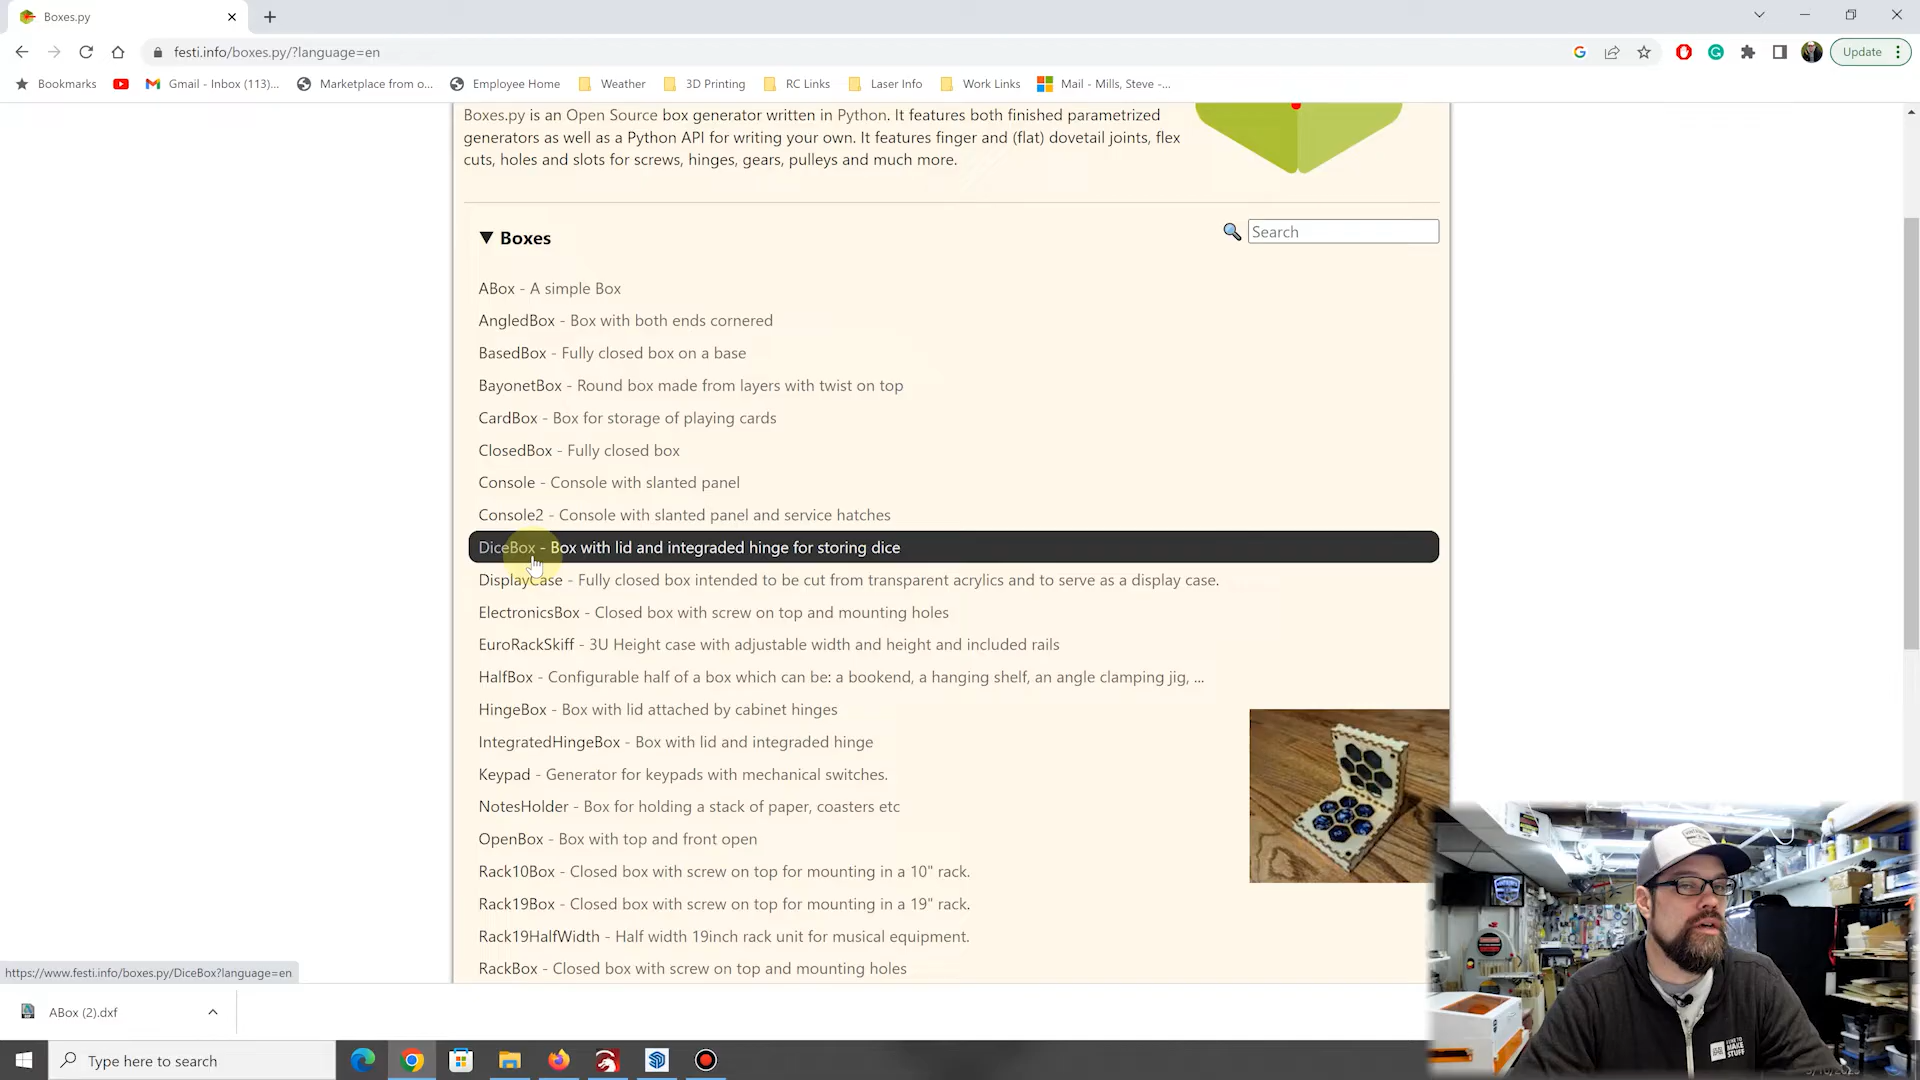 Boxes.py
festi.info/boxes.py/?language=en
Update
Bookmarks
Gmail - Inbox (113)...
Marketplace from o...
Employee Home
Weather
3D Printing
RC Links
Laser Info
Work Links
Mail - Mills, Steve -...
Boxes.py is an Open Source box generator written in Python. It features both finished parametrized
generators as well as a Python API for writing your own. It features finger and (flat) dovetail joints, flex
cuts, holes and slots for screws, hinges, gears, pulleys and much more.
▼ Boxes
Search
ABox - A simple Box
AngledBox - Box with both ends cornered
BasedBox - Fully closed box on a base
BayonetBox - Round box made from layers with twist on top
CardBox - Box for storage of playing cards
ClosedBox - Fully closed box
Console - Console with slanted panel
Console2 - Console with slanted panel and service hatches
DiceBox - Box with lid and integraded hinge for storing dice
DisplayCase - Fully closed box intended to be cut from transparent acrylics and to serve as a display case.
ElectronicsBox - Closed box with screw on top and mounting holes
EuroRackSkiff - 3U Height case with adjustable width and height and included rails
HalfBox - Configurable half of a box which can be: a bookend, a hanging shelf, an angle clamping jig, ...
HingeBox - Box with lid attached by cabinet hinges
IntegratedHingeBox - Box with lid and integraded hinge
Keypad - Generator for keypads with mechanical switches.
NotesHolder - Box for holding a stack of paper, coasters etc
OpenBox - Box with top and front open
Rack10Box - Closed box with screw on top for mounting in a 10" rack.
Rack19Box - Closed box with screw on top for mounting in a 19" rack.
Rack19HalfWidth - Half width 19inch rack unit for musical equipment.
RackBox - Closed box with screw on top and mounting holes
https://www.festi.info/boxes.py/DiceBox?language=en
ABox (2).dxf
Type here to search
MAKE
STUFF